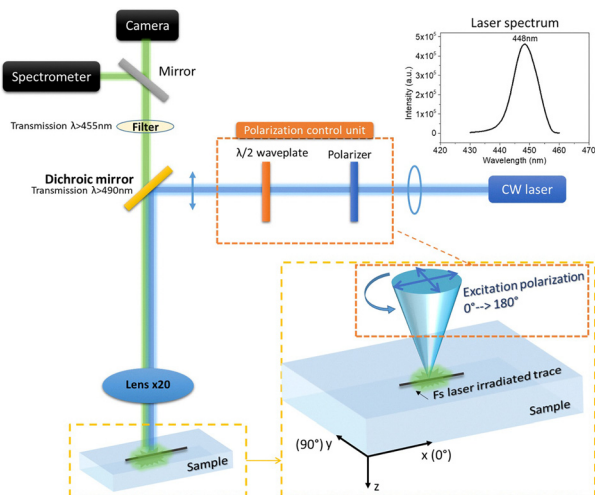 Camera
Spectrometer
Mirror
Transmission λ>455nm
Filter
Dichroic mirror
Transmission λ>490nm
Polarization control unit
λ/2 waveplate
Polarizer
CW laser
Laser spectrum
448nm
Intensity (a.u.)
5x10⁵
4x10⁵
3x10⁵
2x10⁵
1x10⁵
0
420 430 440 450 460 470
Wavelength (nm)
Excitation polarization
0°--> 180°
Fs laser irradiated trace
Sample
(90°) y
x (0°)
z
Lens x20
Sample